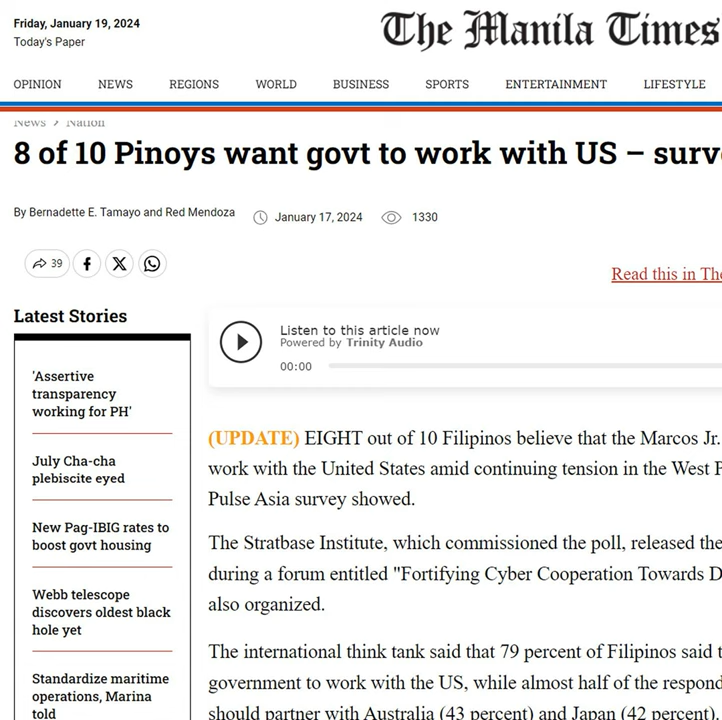 Friday, January 19, 2024
Today's Paper
The Manila Times
OPINION NEWS REGIONS WORLD BUSINESS SPORTS ENTERTAINMENT LIFESTYLE
News > Nation
8 of 10 Pinoys want govt to work with US – surv
By Bernadette E. Tamayo and Red Mendoza January 17, 2024 1330
39
Read this in The
Latest Stories
'Assertive
transparency
working for PH'
July Cha-cha
plebiscite eyed
New Pag-IBIG rates to
boost govt housing
Webb telescope
discovers oldest black
hole yet
Standardize maritime
operations, Marina
told
Listen to this article now
Powered by Trinity Audio
00:00
(UPDATE) EIGHT out of 10 Filipinos believe that the Marcos Jr.
work with the United States amid continuing tension in the West
Pulse Asia survey showed.
The Stratbase Institute, which commissioned the poll, released the
during a forum entitled "Fortifying Cyber Cooperation Towards D
also organized.
The international think tank said that 79 percent of Filipinos said
government to work with the US, while almost half of the respond
should partner with Australia (43 percent) and Japan (42 percent).